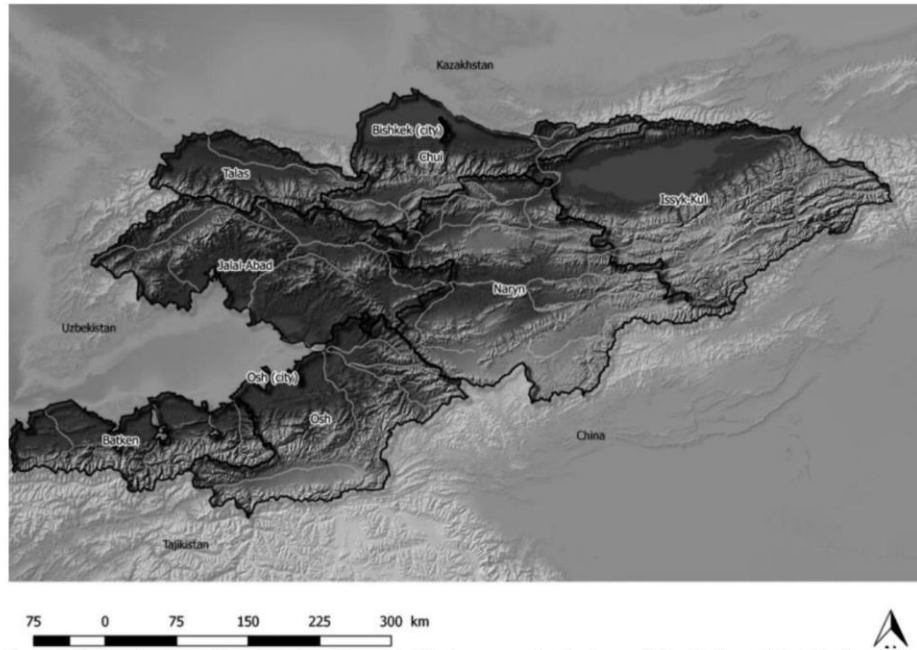 Kazakhstan
Bishkek (city)
Chui
Talas
Issyk-Kul
Jalal-Abad
Naryn
Uzbekistan
Osh (city)
Osh
Batken
China
Tajikistan
75 0 75 150 225 300 km